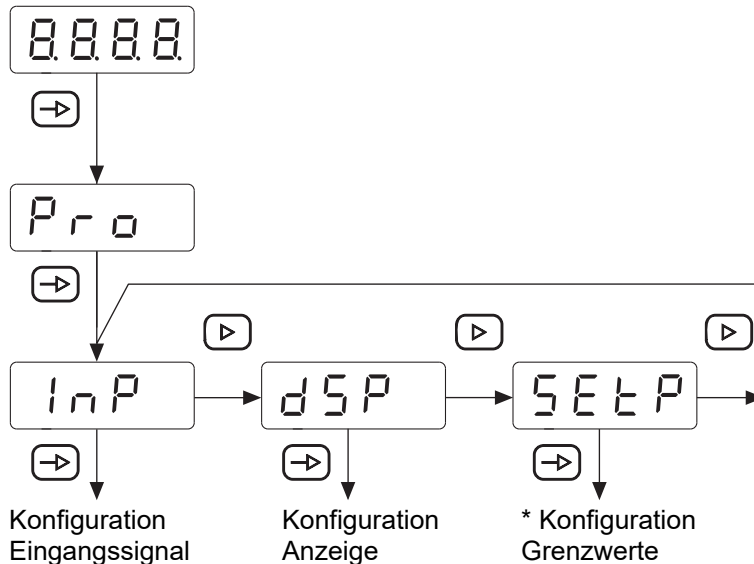 8.8.8.8.
Pro
InP
dSP
SEtP
Konfiguration
Eingangssignal
Konfiguration
Anzeige
* Konfiguration
Grenzwerte